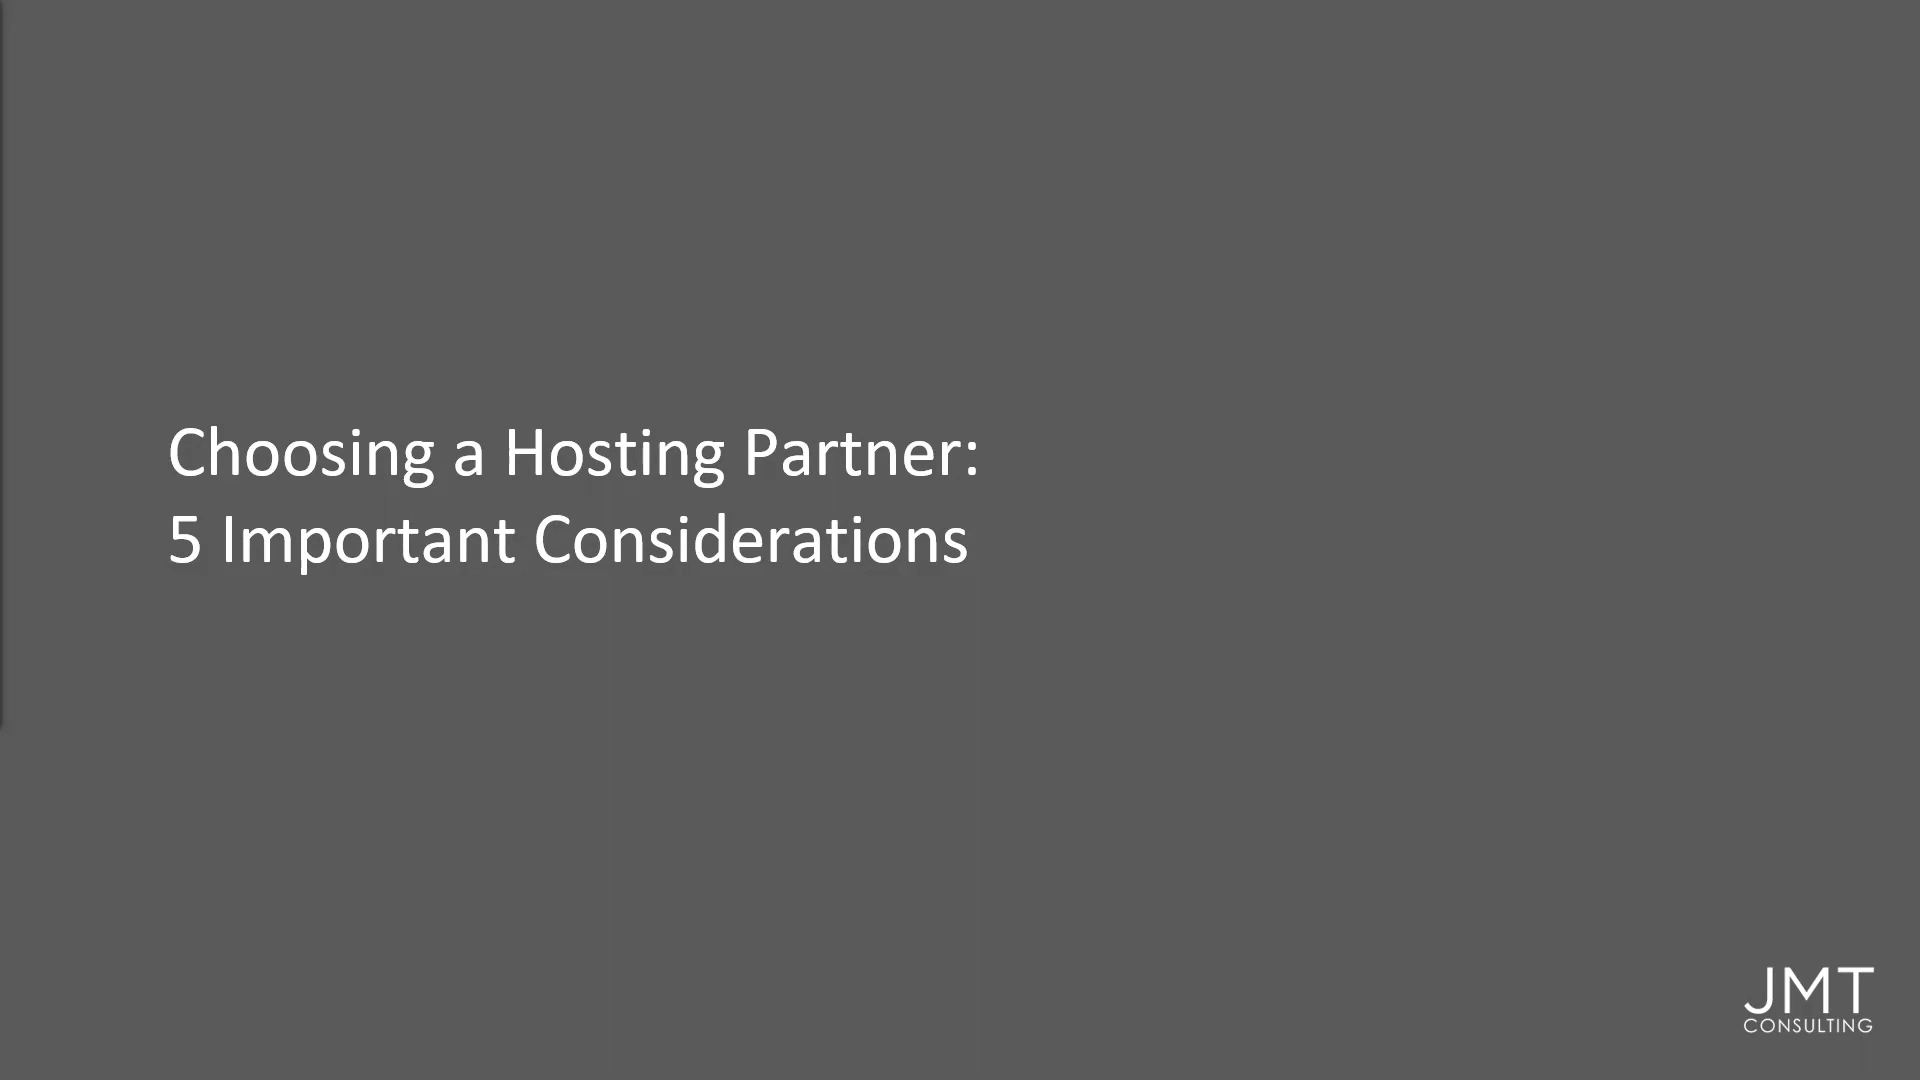 Choosing a Hosting Partner:
5 Important Considerations
JMT
CONSULTING